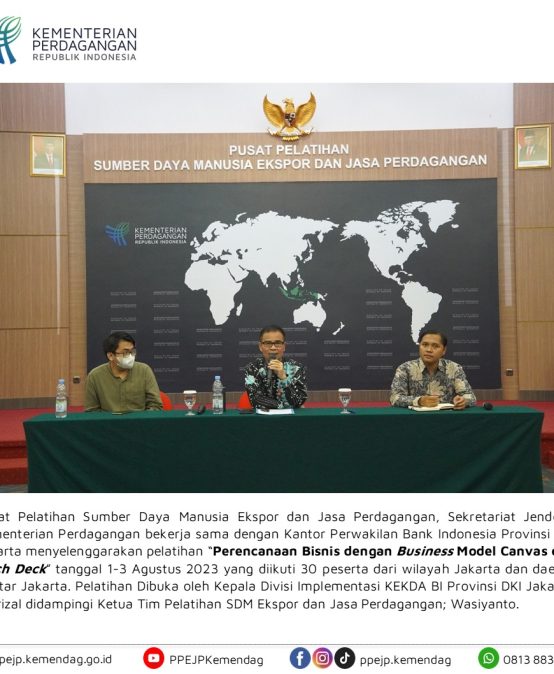 KEMENTERIAN
PERDAGANGAN
REPUBLIK INDONESIA
PUSAT PELATIHAN
SUMBER DAYA MANUSIA EKSPOR DAN JASA PERDAGANGAN
KEMENTERIAN
PERDAGANGAN
REPUBLIK INDONESIA
at Pelatihan Sumber Daya Manusia Ekspor dan Jasa Perdagangan, Sekretariat Jende
menterian Perdagangan bekerja sama dengan Kantor Perwakilan Bank Indonesia Provinsi
arta menyelenggarakan pelatihan "Perencanaan Bisnis dengan Business Model Canvas d
ch Deck" tanggal 1-3 Agustus 2023 yang diikuti 30 peserta dari wilayah Jakarta dan dae
tar Jakarta. Pelatihan Dibuka oleh Kepala Divisi Implementasi KEKDA BI Provinsi DKI Jaka
rizal didampingi Ketua Tim Pelatihan SDM Ekspor dan Jasa Perdagangan; Wasiyanto.
ppejp.kemendag.go.id PPEJPKemendag ppejp.kemendag 0813 883